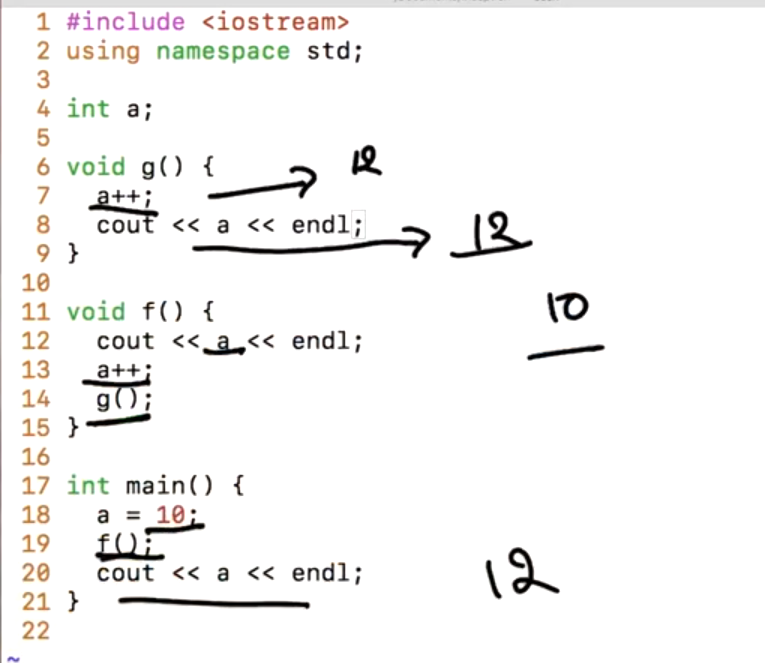 1 #include <iostream>
2 using namespace std;
3
4 int a;
5
6 void g() { 12
7 a++;
8 cout << a << endl; 12
9 }
10
10
11 void f() {
12 cout << a << endl;
13 a++;
14 g();
15 }
16
17 int main() {
18 a = 10;
19 f();
20 cout << a << endl; 12
21 }
22
~